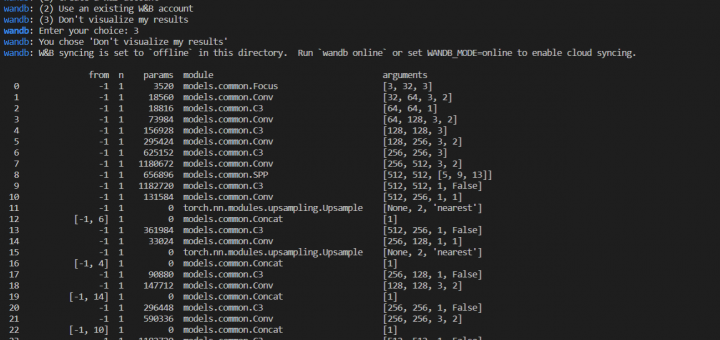 wandb: (2) Use an existing W&B account
wandb: (3) Don't visualize my results
wandb: Enter your choice: 3
wandb: You chose 'Don't visualize my results'
wandb: W&B syncing is set to `offline` in this directory.  Run `wandb online` or set WANDB_MODE=online to enable cloud syncing.
from  n    params  module                                  arguments
0                -1  1      3520  models.common.Focus                     [3, 32, 3]
1                -1  1     18560  models.common.Conv                      [32, 64, 3, 2]
2                -1  1     18816  models.common.C3                        [64, 64, 1]
3                -1  1     73984  models.common.Conv                      [64, 128, 3, 2]
4                -1  1    156928  models.common.C3                        [128, 128, 3]
5                -1  1    295424  models.common.Conv                      [128, 256, 3, 2]
6                -1  1    625152  models.common.C3                        [256, 256, 3]
7                -1  1   1180672  models.common.Conv                      [256, 512, 3, 2]
8                -1  1    656896  models.common.SPP                       [512, 512, [5, 9, 13]]
9                -1  1   1182720  models.common.C3                        [512, 512, 1, False]
10                -1  1    131584  models.common.Conv                      [512, 256, 1, 1]
11                -1  1         0  torch.nn.modules.upsampling.Upsample    [None, 2, 'nearest']
12           [-1, 6]  1         0  models.common.Concat                    [1]
13                -1  1    361984  models.common.C3                        [512, 256, 1, False]
14                -1  1     33024  models.common.Conv                      [256, 128, 1, 1]
15                -1  1         0  torch.nn.modules.upsampling.Upsample    [None, 2, 'nearest']
16           [-1, 4]  1         0  models.common.Concat                    [1]
17                -1  1     90880  models.common.C3                        [256, 128, 1, False]
18                -1  1    147712  models.common.Conv                      [128, 128, 3, 2]
19          [-1, 14]  1         0  models.common.Concat                    [1]
20                -1  1    296448  models.common.C3                        [256, 256, 1, False]
21                -1  1    590336  models.common.Conv                      [256, 256, 3, 2]
22          [-1, 10]  1         0  models.common.Concat                    [1]